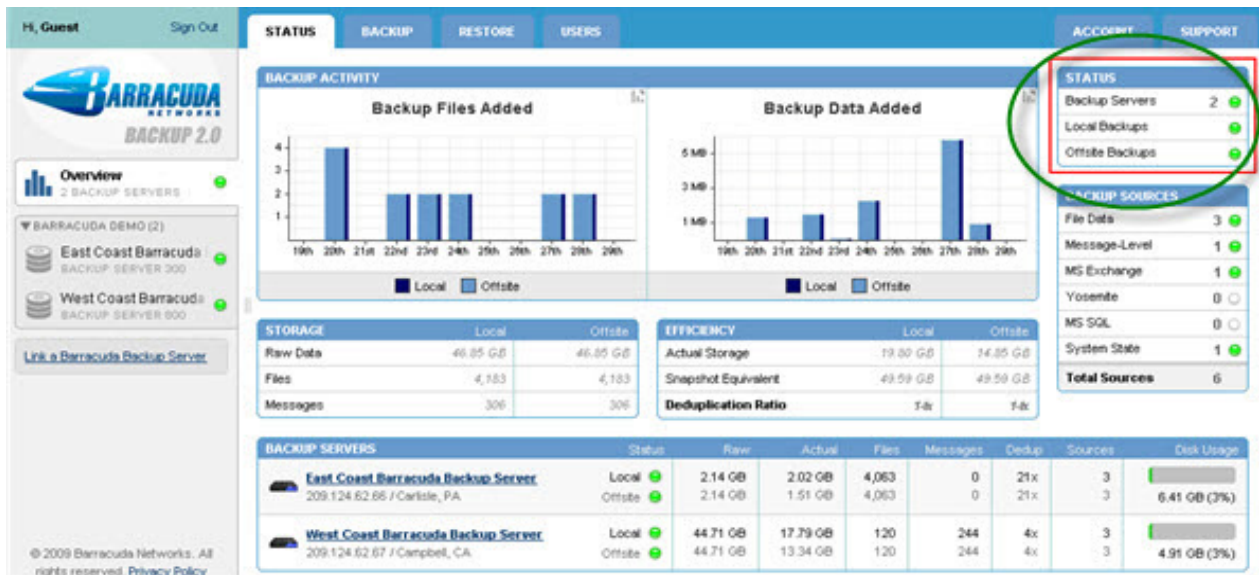 Hi, Guest Sign Out
STATUS BACKUP RESTORE USERS ACCOUNT SUPPORT
BARRACUDA
NETWORKS
BACKUP 2.0
Overview
2 BACKUP SERVERS
BARRACUDA DEMO (2)
East Coast Barracuda
BACKUP SERVER 300
West Coast Barracuda
BACKUP SERVER 600
Link a Barracuda Backup Server
© 2009 Barracuda Networks. All
rights reserved. Privacy Policy
BACKUP ACTIVITY
Backup Files Added
4
3
2
1
19th 20th 21st 22nd 23rd 24th 25th 26th 27th 28th 29th
Local Offsite
Backup Data Added
5 MB
3 MB
1 MB
19th 20th 21st 22nd 23rd 24th 25th 26th 27th 28th 29th
Local Offsite
STATUS
Backup Servers 2
Local Backups
Offsite Backups
BACKUP SOURCES
File Data 3
Message-Level 1
MS Exchange 1
Yosemite 0
MS SQL 0
System State 1
Total Sources 6
STORAGE Local Offsite
Raw Data 46.85 GB 46.85 GB
Files 4,183 4,183
Messages 306 306
EFFICIENCY Local Offsite
Actual Storage 19.80 GB 14.85 GB
Snapshot Equivalent 49.59 GB 49.59 GB
Deduplication Ratio
BACKUP SERVERS Status Raw Actual Files Messages Dedup Sources Disk Usage
East Coast Barracuda Backup Server Local 2.14 GB 2.02 GB 4,063 0 21x 3
209.124.62.66 / Carlisle, PA Offsite 2.14 GB 1.51 GB 4,063 0 21x 3 6.41 GB (3%)
West Coast Barracuda Backup Server Local 44.71 GB 17.79 GB 120 244 4x 3
209.124.62.67 / Campbell, CA Offsite 44.71 GB 13.34 GB 120 244 4x 3 4.91 GB (3%)